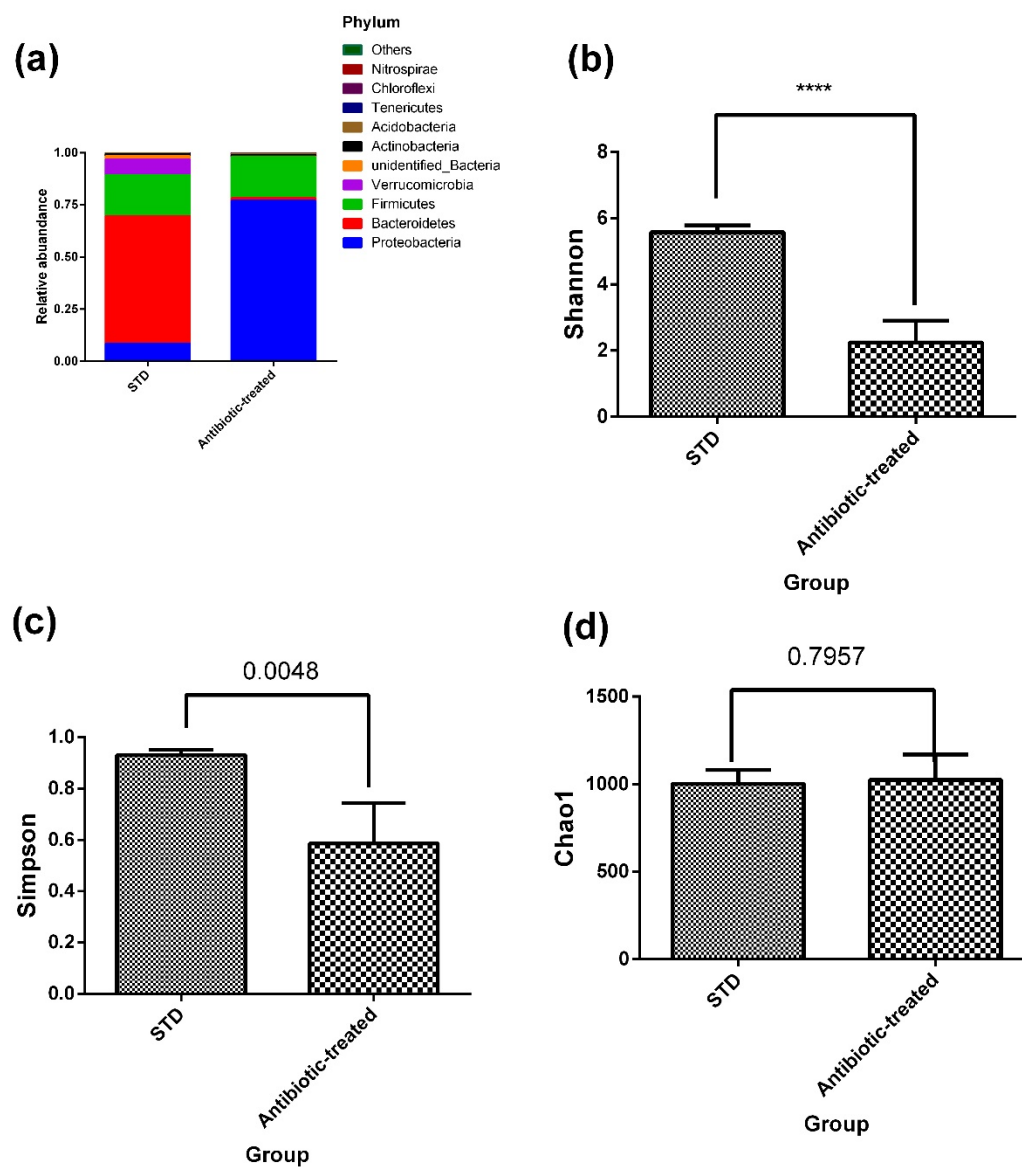 (a)
Phylum
Others
Nitrospirae
Chloroflexi
Tenericutes
Acidobacteria
Actinobacteria
unidentified_Bacteria
Verrucomicrobia
Firmicutes
Bacteroidetes
Proteobacteria
Relative abuandance
1.00
0.75
0.50
0.25
0.00
STD
Antibiotic-treated
(b)
****
Shannon
8
6
4
2
0
STD
Antibiotic-treated
Group
(c)
0.0048
Simpson
1.0
0.8
0.6
0.4
0.2
0.0
STD
Antibiotic-treated
Group
(d)
0.7957
Chao1
1500
1000
500
0
STD
Antibiotic-treated
Group